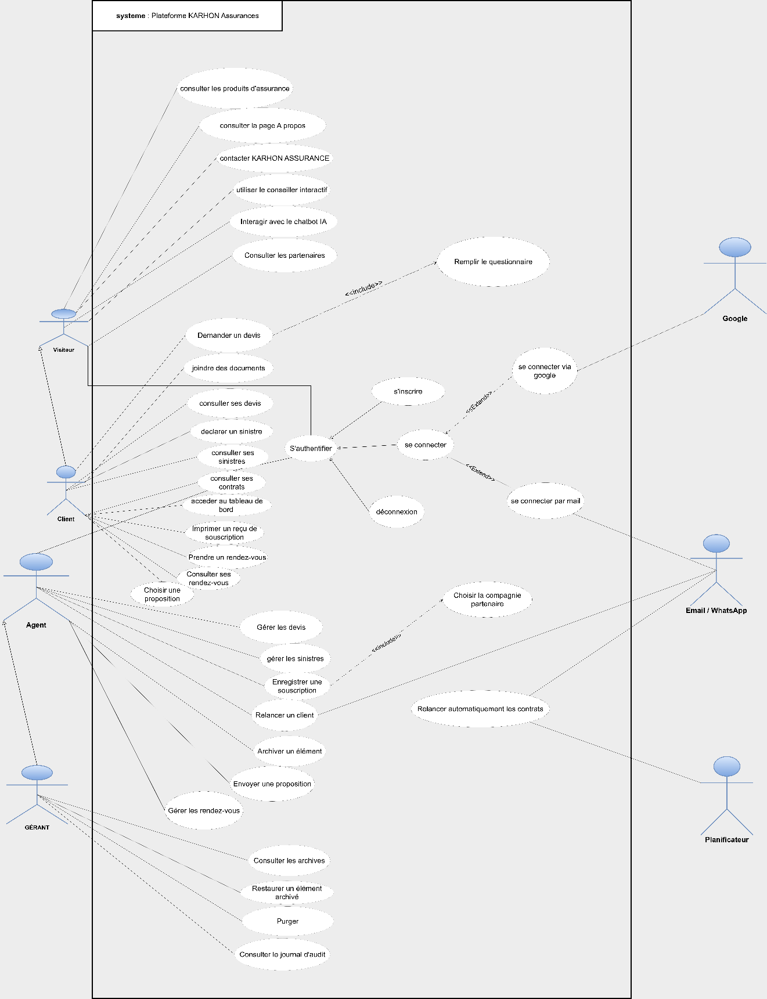 systeme : Plateforme KARHON Assurances
consulter les produits d'assurance
consulter la page A propos
contacter KARHON ASSURANCE
utiliser le conseiller interactif
Interagir avec le chatbot IA
Consulter les partenaires
Remplir le questionnaire
<<include>>
Google
Visiteur
Demander un devis
joindre des documents
se connecter via
google
s'inscrire
consulter ses devis
<<Extend>>
declarer un sinistre
S'authentifier
se connecter
consulter ses
sinistres
<<Extend>>
consulter ses
contrats
acceder au tableau de
bord
se connecter par mail
déconnexion
Client
Imprimer un reçu de
souscription
Prendre un rendez-vous
Consulter ses
rendez-vous
Choisir une
proposition
Choisir la compagnie
partenaire
Email / WhatsApp
Agent
Gérer les devis
<<include>>
gérer les sinistres
Enregistrer une
souscription
Relancer un client
Relancer automatiquement les contrats
Archiver un élément
Envoyer une proposition
Gérer les rendez-vous
GÉRANT
Planificateur
Consulter les archives
Restaurer un élément
archivé
Purger
Consulter le journal d'audit